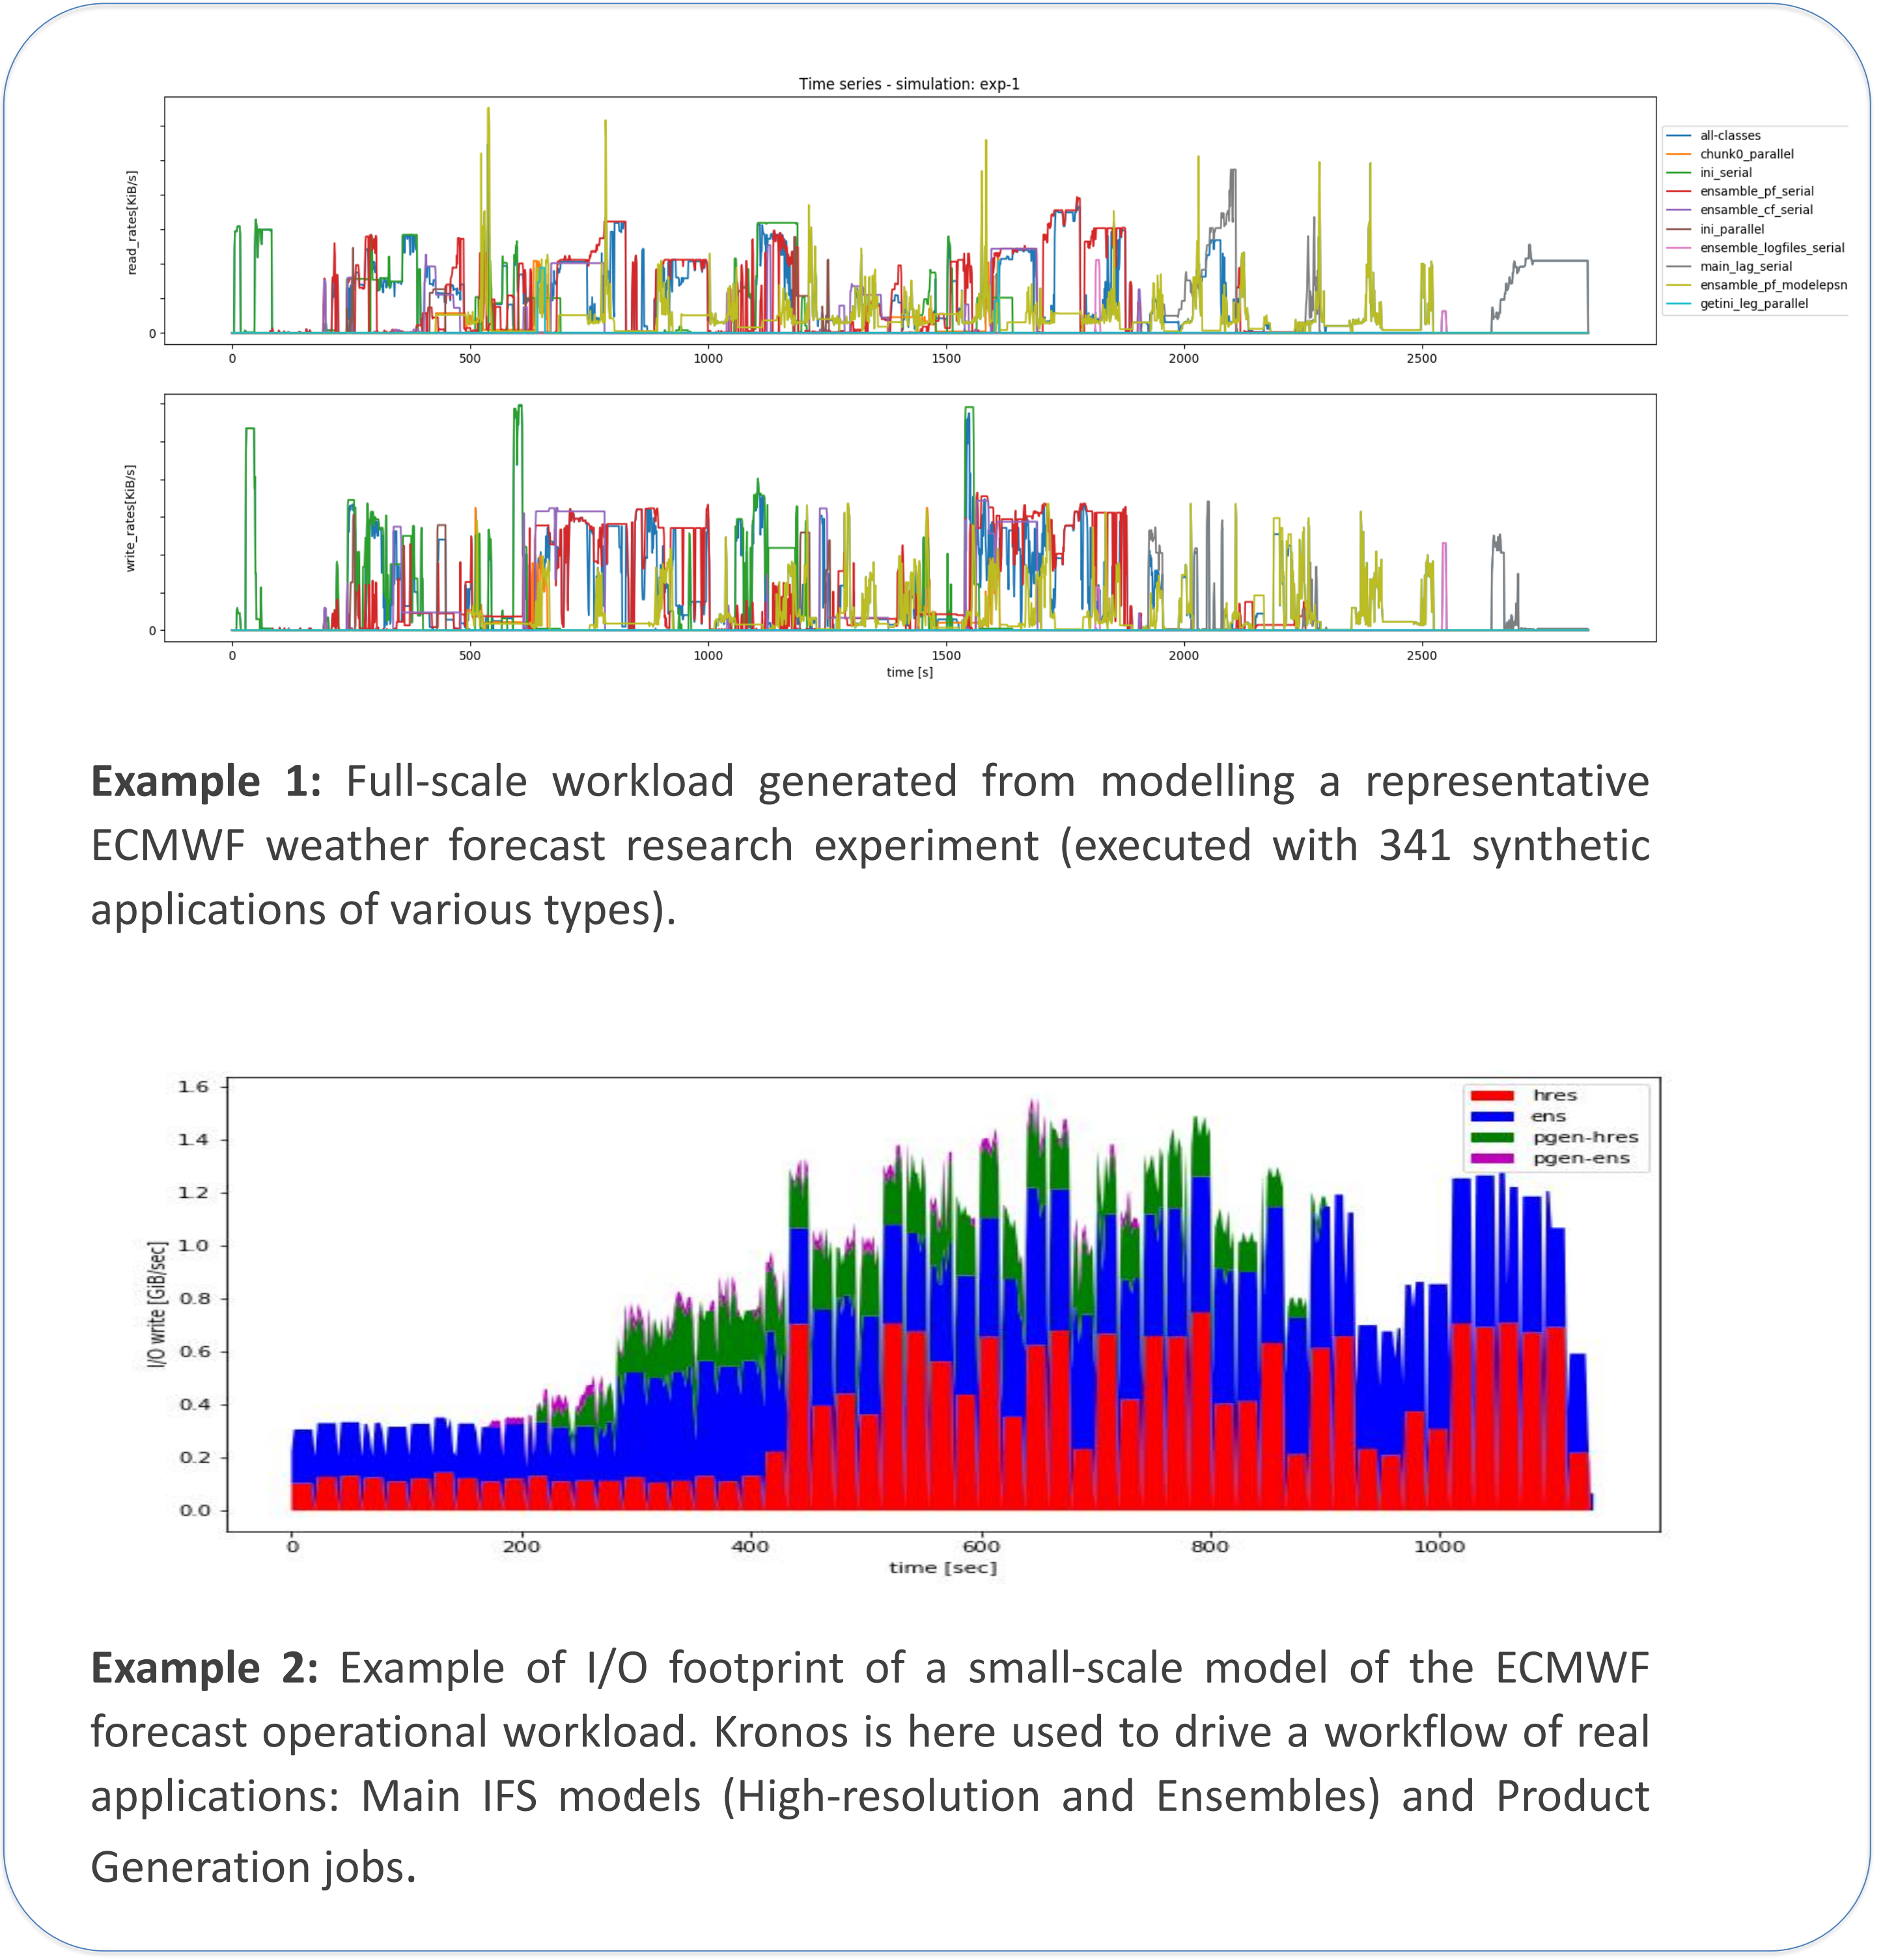 Time series - simulation: exp-1
read_rates[KiB/s]
0
0 500 1000 1500 2000 2500
all-classes
chunk0_parallel
ini_serial
ensamble_pf_serial
ensamble_cf_serial
ini_parallel
ensemble_logfiles_serial
main_lag_serial
ensamble_pf_modelepsn
getini_leg_parallel
write_rates[KiB/s]
0
0 500 1000 1500 2000 2500
time [s]
Example 1: Full-scale workload generated from modelling a representative
ECMWF weather forecast research experiment (executed with 341 synthetic
applications of various types).
I/O write [GiB/sec]
1.6
1.4
1.2
1.0
0.8
0.6
0.4
0.2
0.0
hres
ens
pgen-hres
pgen-ens
0 200 400 600 800 1000
time [sec]
Example 2: Example of I/O footprint of a small-scale model of the ECMWF
forecast operational workload. Kronos is here used to drive a workflow of real
applications: Main IFS models (High-resolution and Ensembles) and Product
Generation jobs.